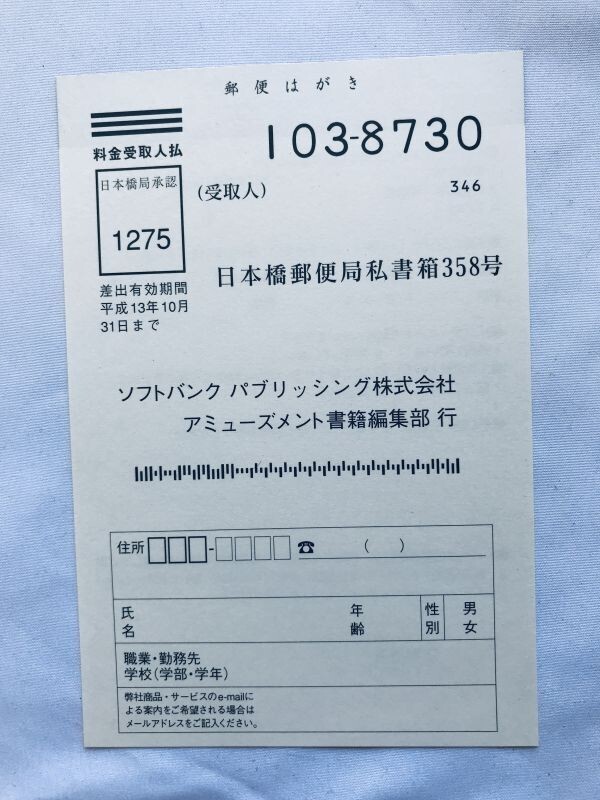 郵便はがき
103-8730
346
料金受取人払
日本橋局承認
1275
差出有効期間
平成13年10月
31日まで
(受取人)
日本橋郵便局私書箱358号
ソフトバンク パブリッシング株式会社
アミューズメント書籍編集部 行
住所 - ☎ ( )
氏名 年齢 性別 男女
職業・勤務先
学校(学部・学年)
弊社商品・サービスのe-mailに
よる案内をご希望される場合は
メールアドレスをご記入ください。